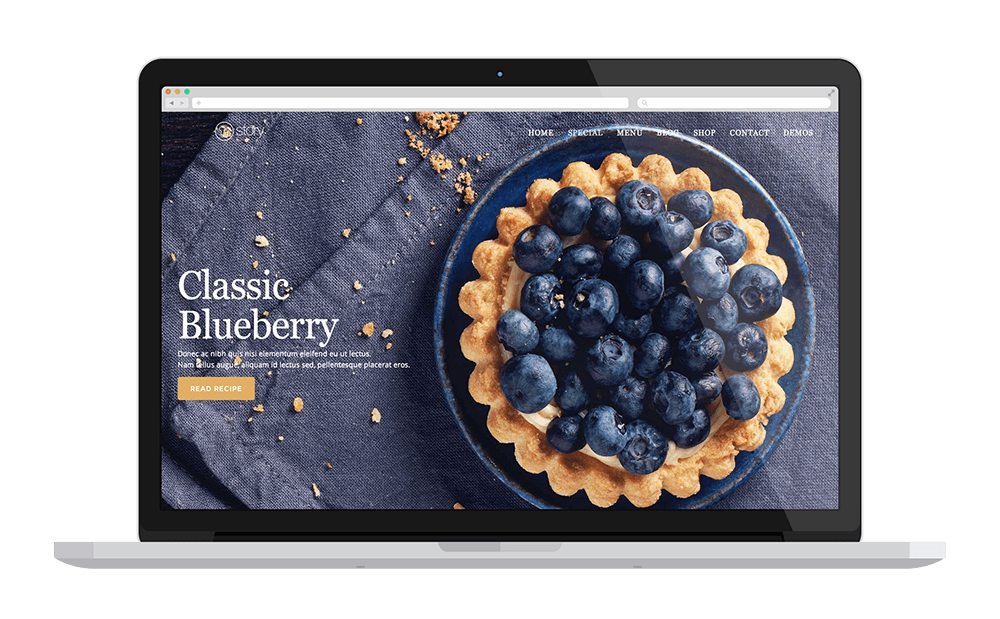 story
HOME SPECIAL MENU BLOG SHOP CONTACT DEMOS
Classic
Blueberry
Donec ac nibh quis nisi elementum eleifend eu ut lectus.
Nam tellus augue, aliquam id lectus sed, pellentesque placerat eros.
READ RECIPE